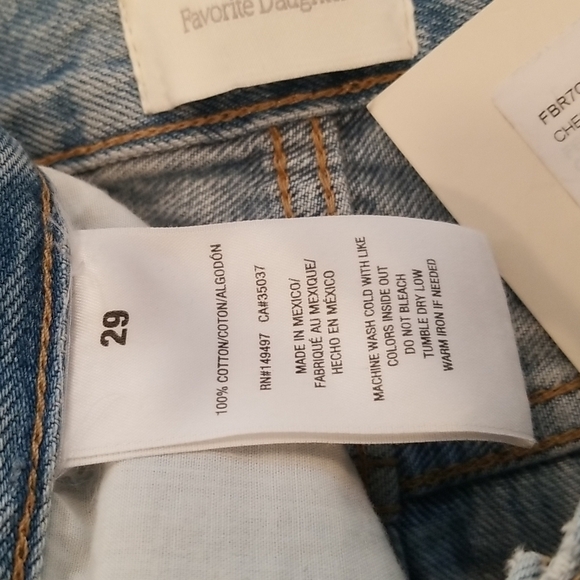 Favorite
29
100% COTTON/COTON/ALGODÓN
RN#149497 CA#35037
MADE IN MEXICO/
FABRIQUÉ AU MEXIQUE/
HECHO EN MÉXICO
MACHINE WASH COLD WITH LIKE
COLORS INSIDE OUT
DO NOT BLEACH
TUMBLE DRY LOW
WARM IRON IF NEEDED